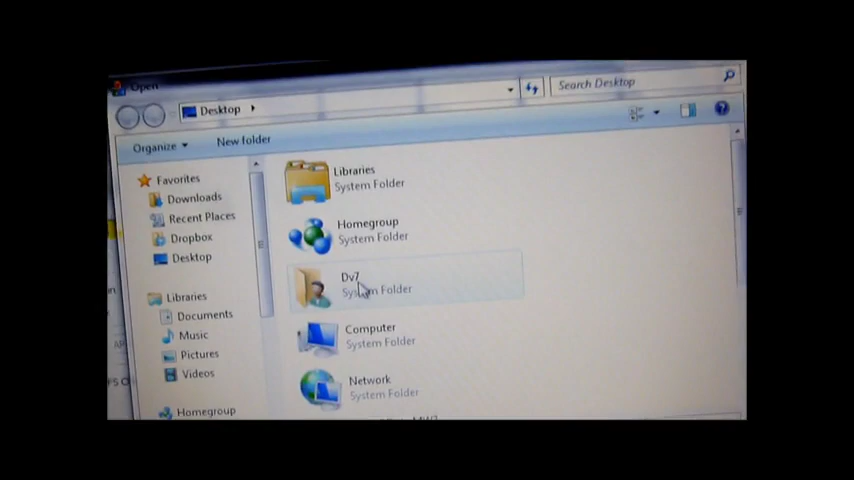 Open
Desktop
Search Desktop
Organize
New folder
Favorites
Downloads
Recent Places
Dropbox
Desktop
Libraries
Documents
Music
Pictures
Videos
Homegroup
Libraries
System Folder
Homegroup
System Folder
Dv7
System Folder
Computer
System Folder
Network
System Folder